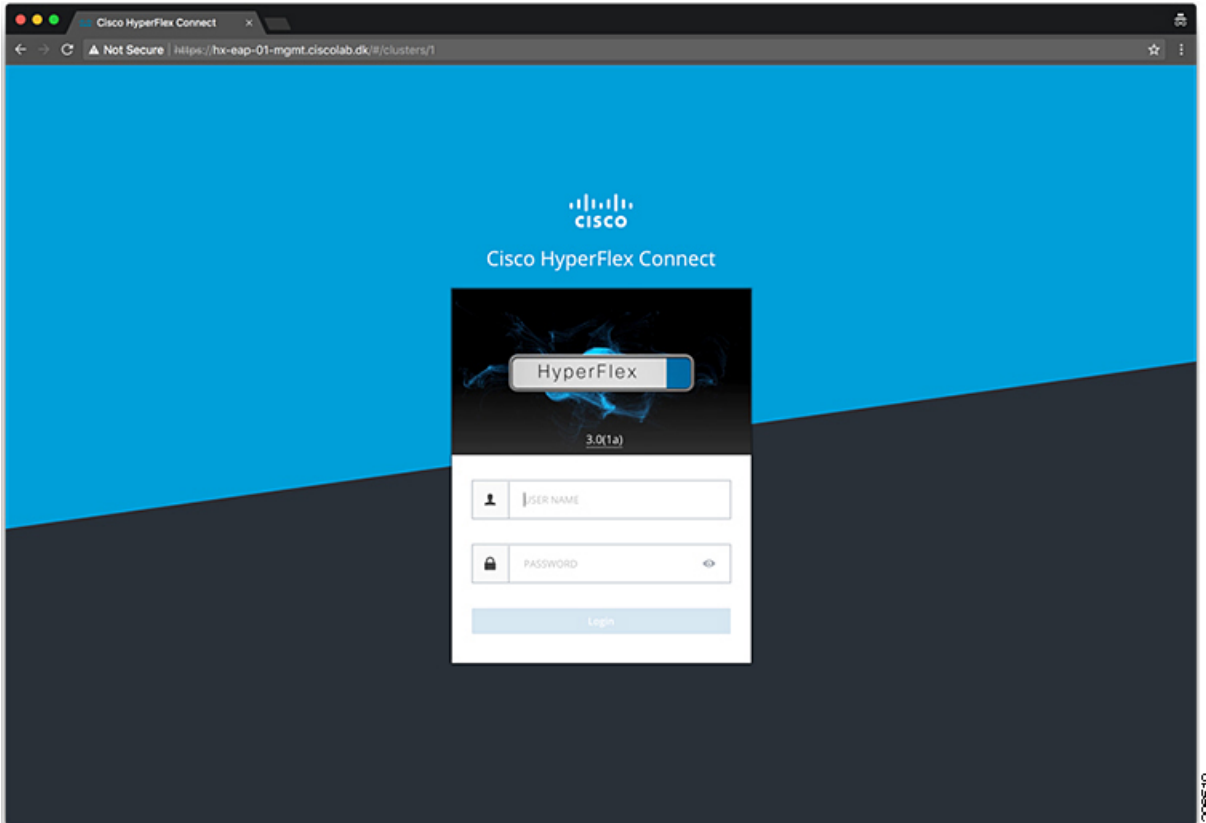 Cisco HyperFlex Connect
Not Secure | https://hx-eap-01-mgmt.ciscolab.dk/#/clusters/1
CISCO
Cisco HyperFlex Connect
HyperFlex
3.0(1a)
USER NAME
PASSWORD
Login